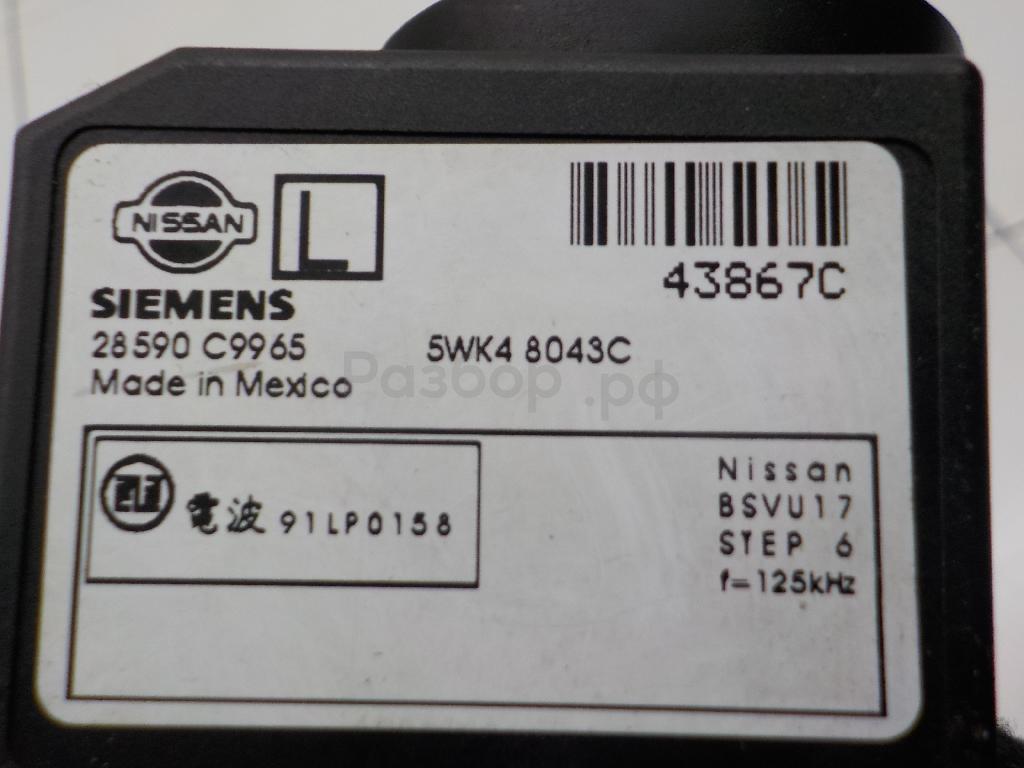 NISSAN
L
43867C
SIEMENS
28590 C9965 5WK4 8043C
Made in Mexico
Разбор.рф
電波 91LP0158
Nissan
BSVU17
STEP 6
f=125kHz